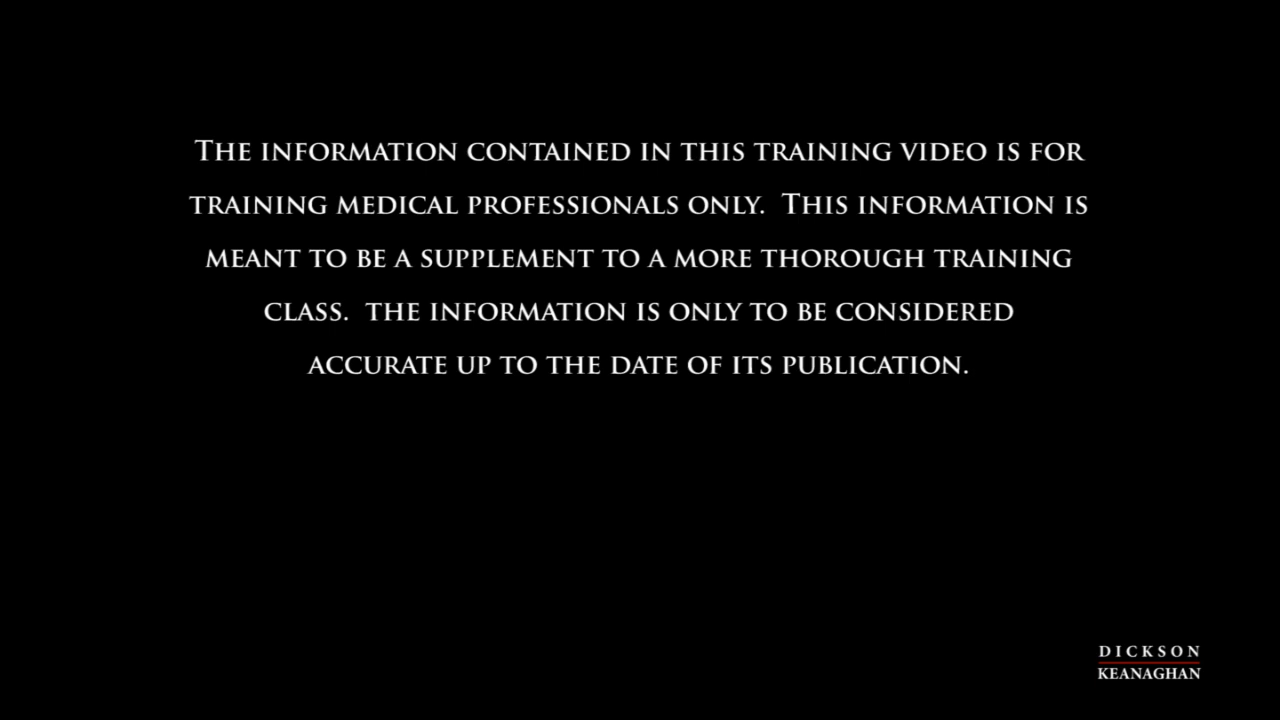 The information contained in this training video is for
training medical professionals only.  This information is
meant to be a supplement to a more thorough training
class.  the information is only to be considered
accurate up to the date of its publication.
DICKSON
KEANAGHAN